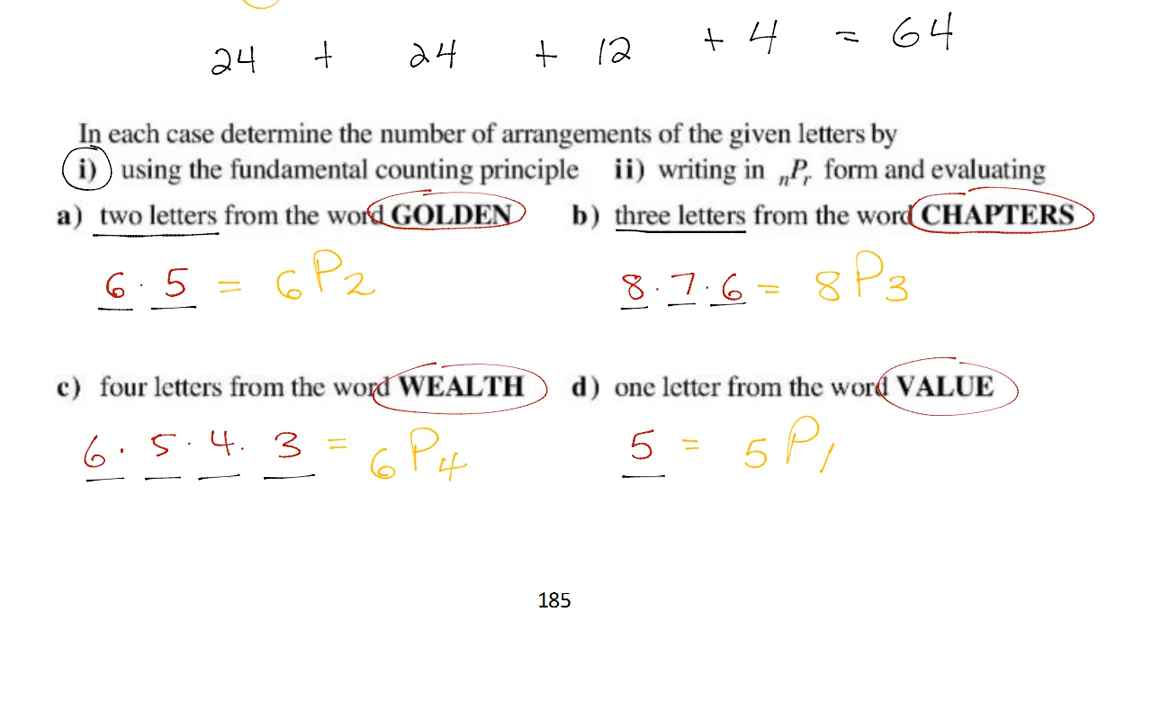 24 + 24 + 12 + 4 = 64
In each case determine the number of arrangements of the given letters by
i) using the fundamental counting principle ii) writing in nPr form and evaluating
a) two letters from the word GOLDEN b) three letters from the word CHAPTERS
6 · 5 = 6P2 8 · 7 · 6 = 8P3
c) four letters from the word WEALTH d) one letter from the word VALUE
6 · 5 · 4 . 3 = 6P4 5 = 5P1
185